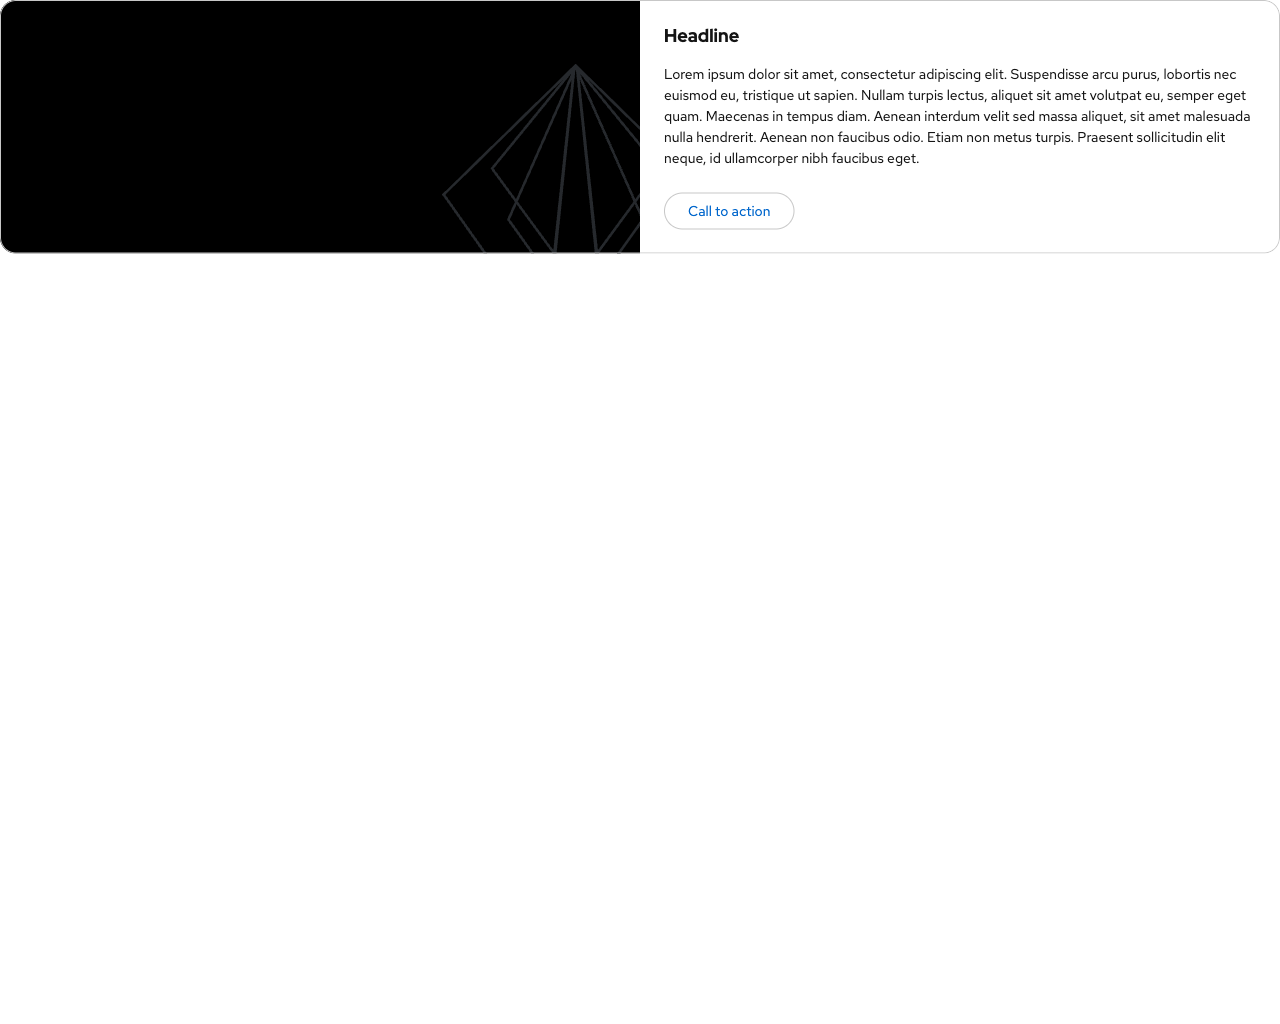 Headline
Lorem ipsum dolor sit amet, consectetur adipiscing elit. Suspendisse arcu purus, lobortis nec
euismod eu, tristique ut sapien. Nullam turpis lectus, aliquet sit amet volutpat eu, semper eget
quam. Maecenas in tempus diam. Aenean interdum velit sed massa aliquet, sit amet malesuada
nulla hendrerit. Aenean non faucibus odio. Etiam non metus turpis. Praesent sollicitudin elit
neque, id ullamcorper nibh faucibus eget.
Call to action